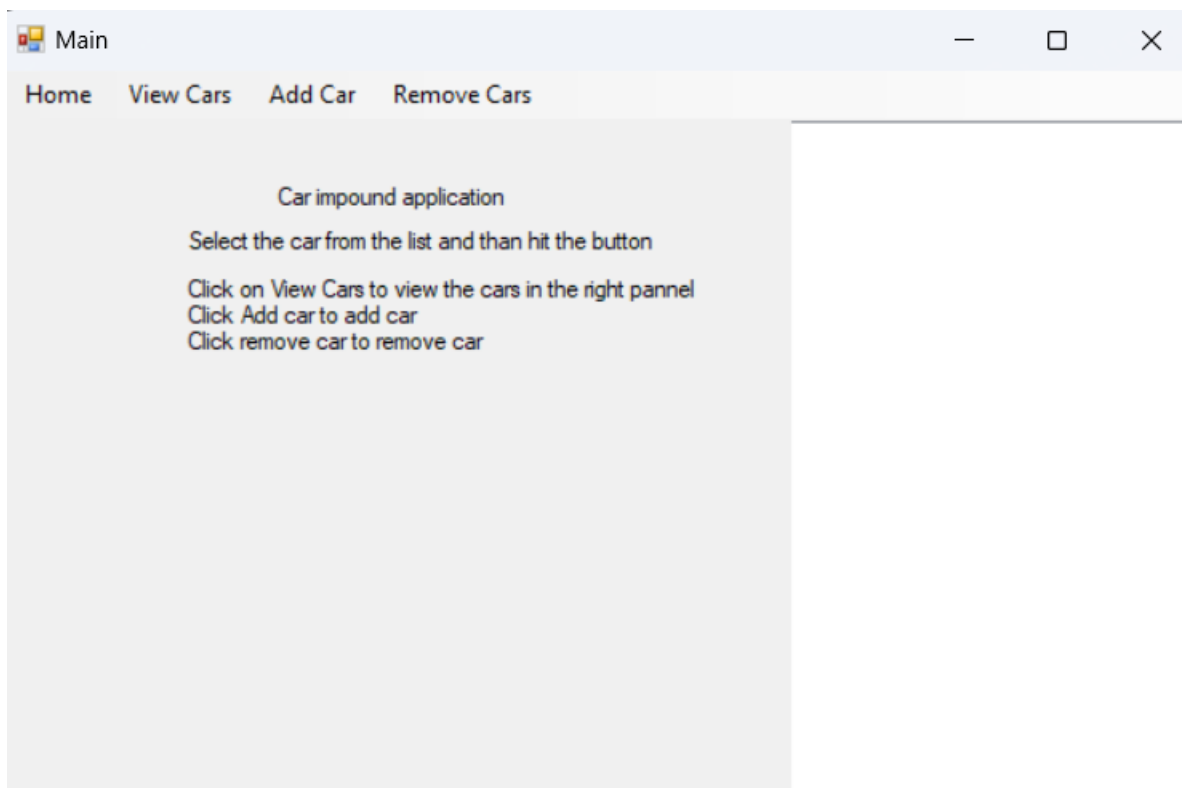 Main
Home View Cars Add Car Remove Cars
Car impound application
Select the car from the list and than hit the button
Click on View Cars to view the cars in the right pannel
Click Add car to add car
Click remove car to remove car